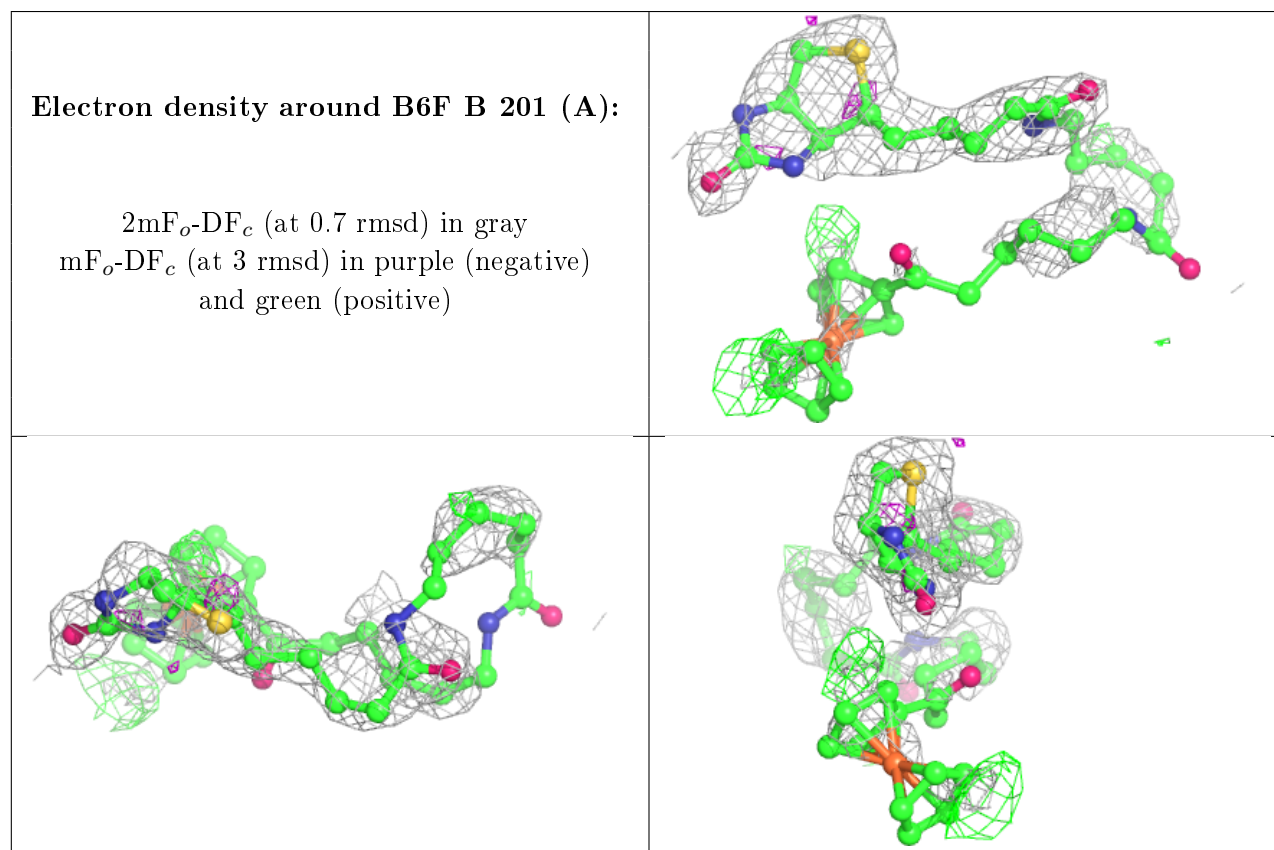 Electron density around B6F B 201 (A):
2mFo-DFc (at 0.7 rmsd) in gray
mFo-DFc (at 3 rmsd) in purple (negative)
and green (positive)